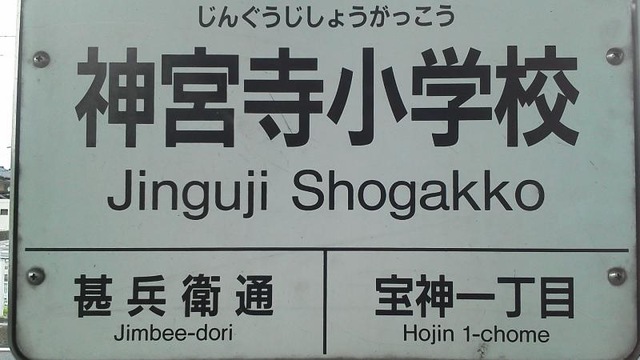 じんぐうじしょうがっこう
神宮寺小学校
Jinguji Shogakko
甚兵衛通
Jimbee-dori
宝神一丁目
Hojin 1-chome